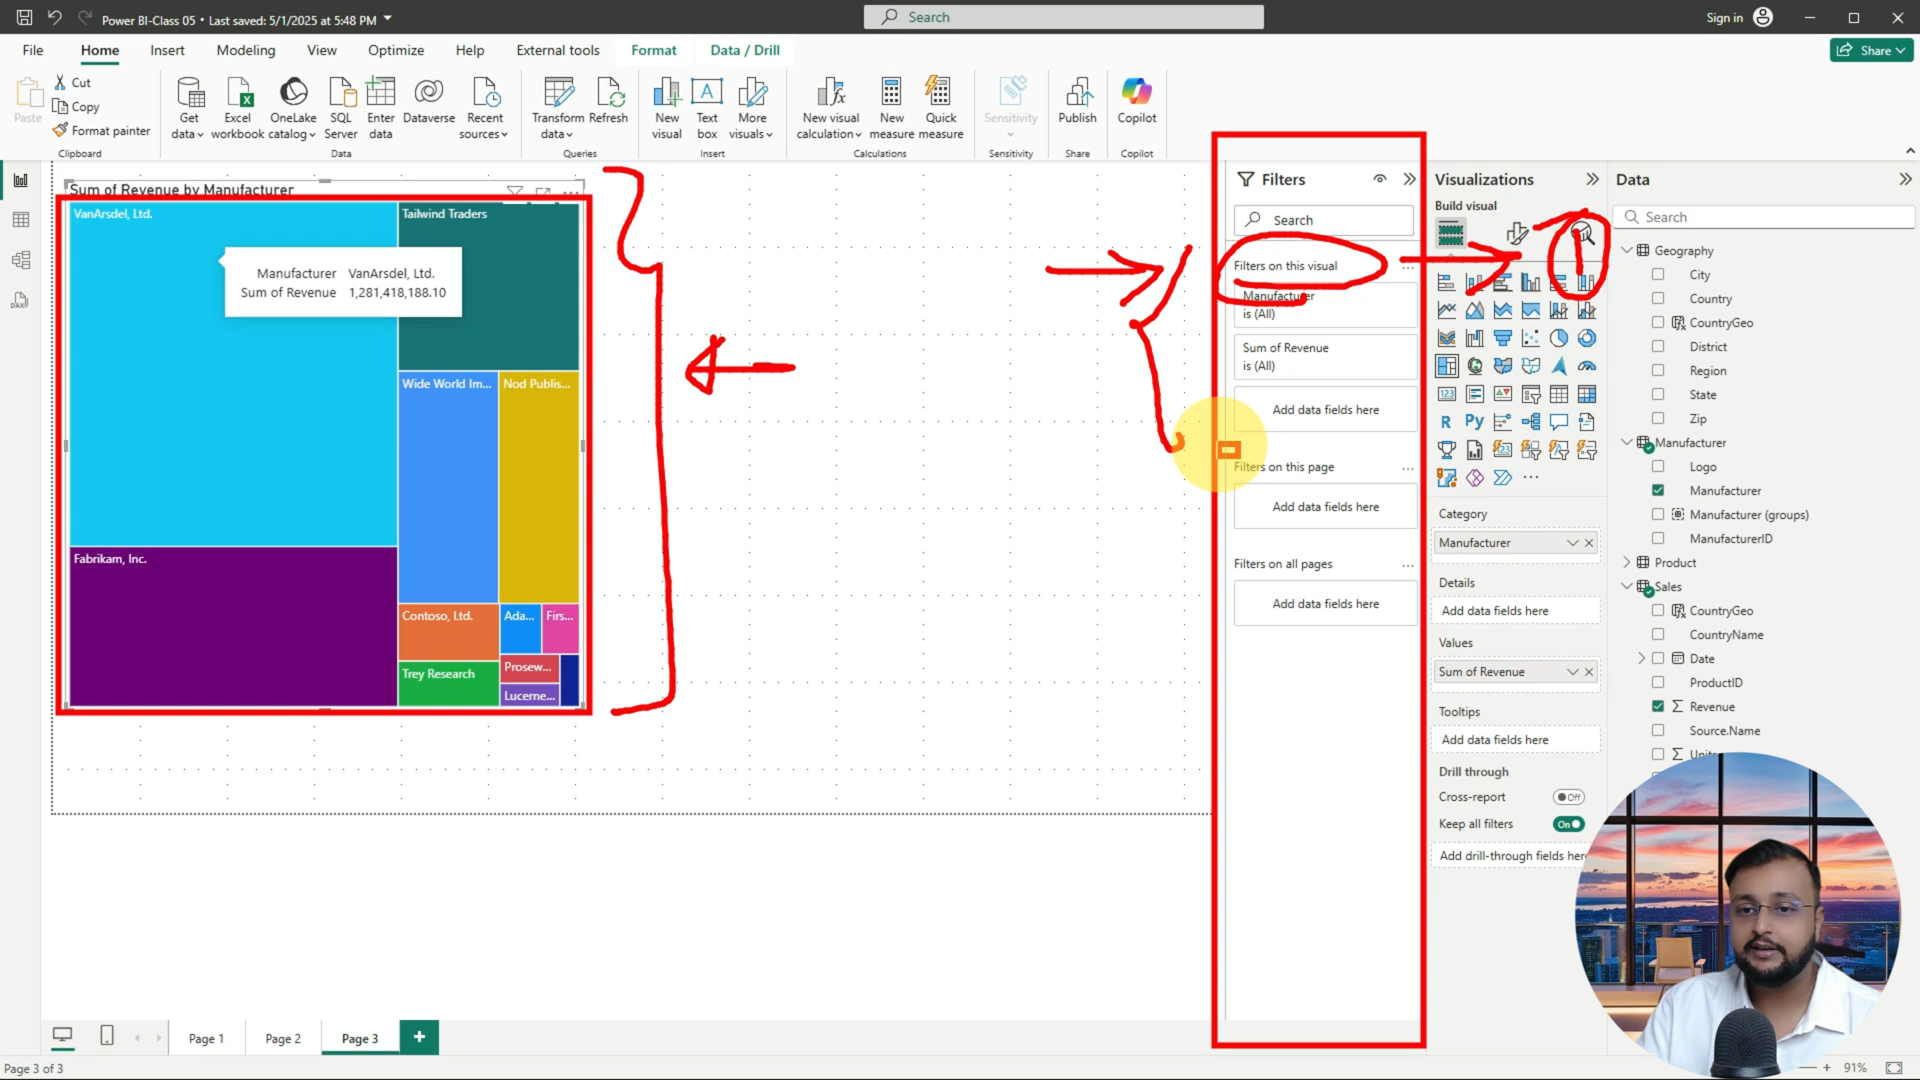 Power BI-Class 05 • Last saved: 5/1/2025 at 5:48 PM
Search
Sign in
File
Home
Insert
Modeling
View
Optimize
Help
External tools
Format
Data / Drill
Share
Paste
Cut
Copy
Format painter
Clipboard
Get data
Excel workbook
OneLake catalog
SQL Server
Enter data
Dataverse
Recent sources
Data
Transform data
Refresh
Queries
New visual
Text box
More visuals
Insert
New visual calculation
New measure
Quick measure
Calculations
Sensitivity
Sensitivity
Publish
Share
Copilot
Copilot
Sum of Revenue by Manufacturer
VanArsdel, Ltd.
Tailwind Traders
Manufacturer VanArsdel, Ltd.
Sum of Revenue 1,281,418,188.10
Wide World Im...
Nod Publis...
Fabrikam, Inc.
Contoso, Ltd.
Ada...
Firs...
Trey Research
Prosew...
Lucerne...
Filters
Search
Filters on this visual
Manufacturer
is (All)
Sum of Revenue
is (All)
Add data fields here
Filters on this page
Add data fields here
Filters on all pages
Add data fields here
Visualizations
Build visual
1
123
R
Py
Category
Manufacturer
Details
Add data fields here
Values
Sum of Revenue
Tooltips
Add data fields here
Drill through
Cross-report
Off
Keep all filters
On
Add drill-through fields here
Data
Search
Geography
City
Country
CountryGeo
District
Region
State
Zip
Manufacturer
Logo
Manufacturer
Manufacturer (groups)
ManufacturerID
Product
Sales
CountryGeo
CountryName
Date
ProductID
Revenue
Source.Name
Page 1
Page 2
Page 3
Page 3 of 3
91%